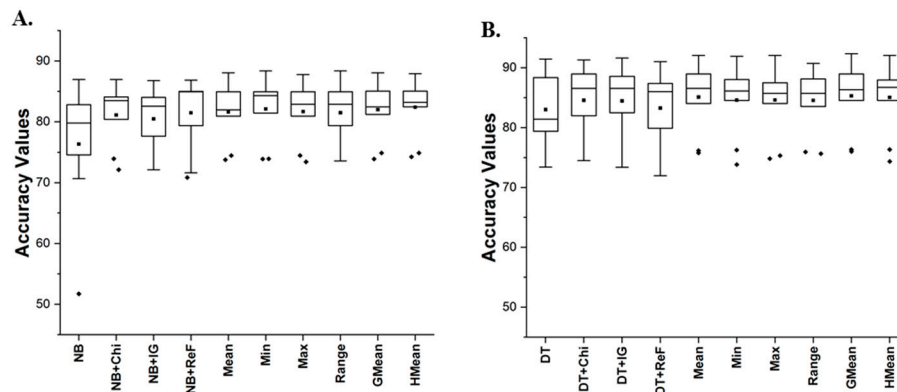 A.
Accuracy Values
90
80
70
60
50
NB
NB+Chi
NB+IG
NB+ReF
Mean
Min
Max
Range
GMean
HMean
B.
Accuracy Values
90
80
70
60
50
DT
DT+Chi
DT+IG
DT+ReF
Mean
Min
Max
Range
GMean
HMean